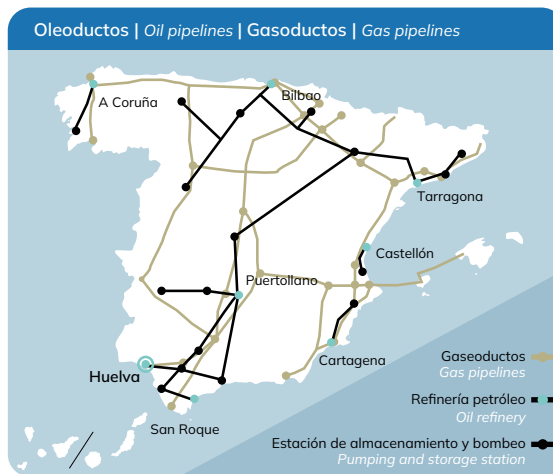 Oleoductos | Oil pipelines | Gasoductos | Gas pipelines
A Coruña
Bilbao
Tarragona
Castellón
Puertollano
Cartagena
Huelva
San Roque
Gaseoductos
Gas pipelines
Refinería petróleo
Oil refinery
Estación de almacenamiento y bombeo
Pumping and storage station